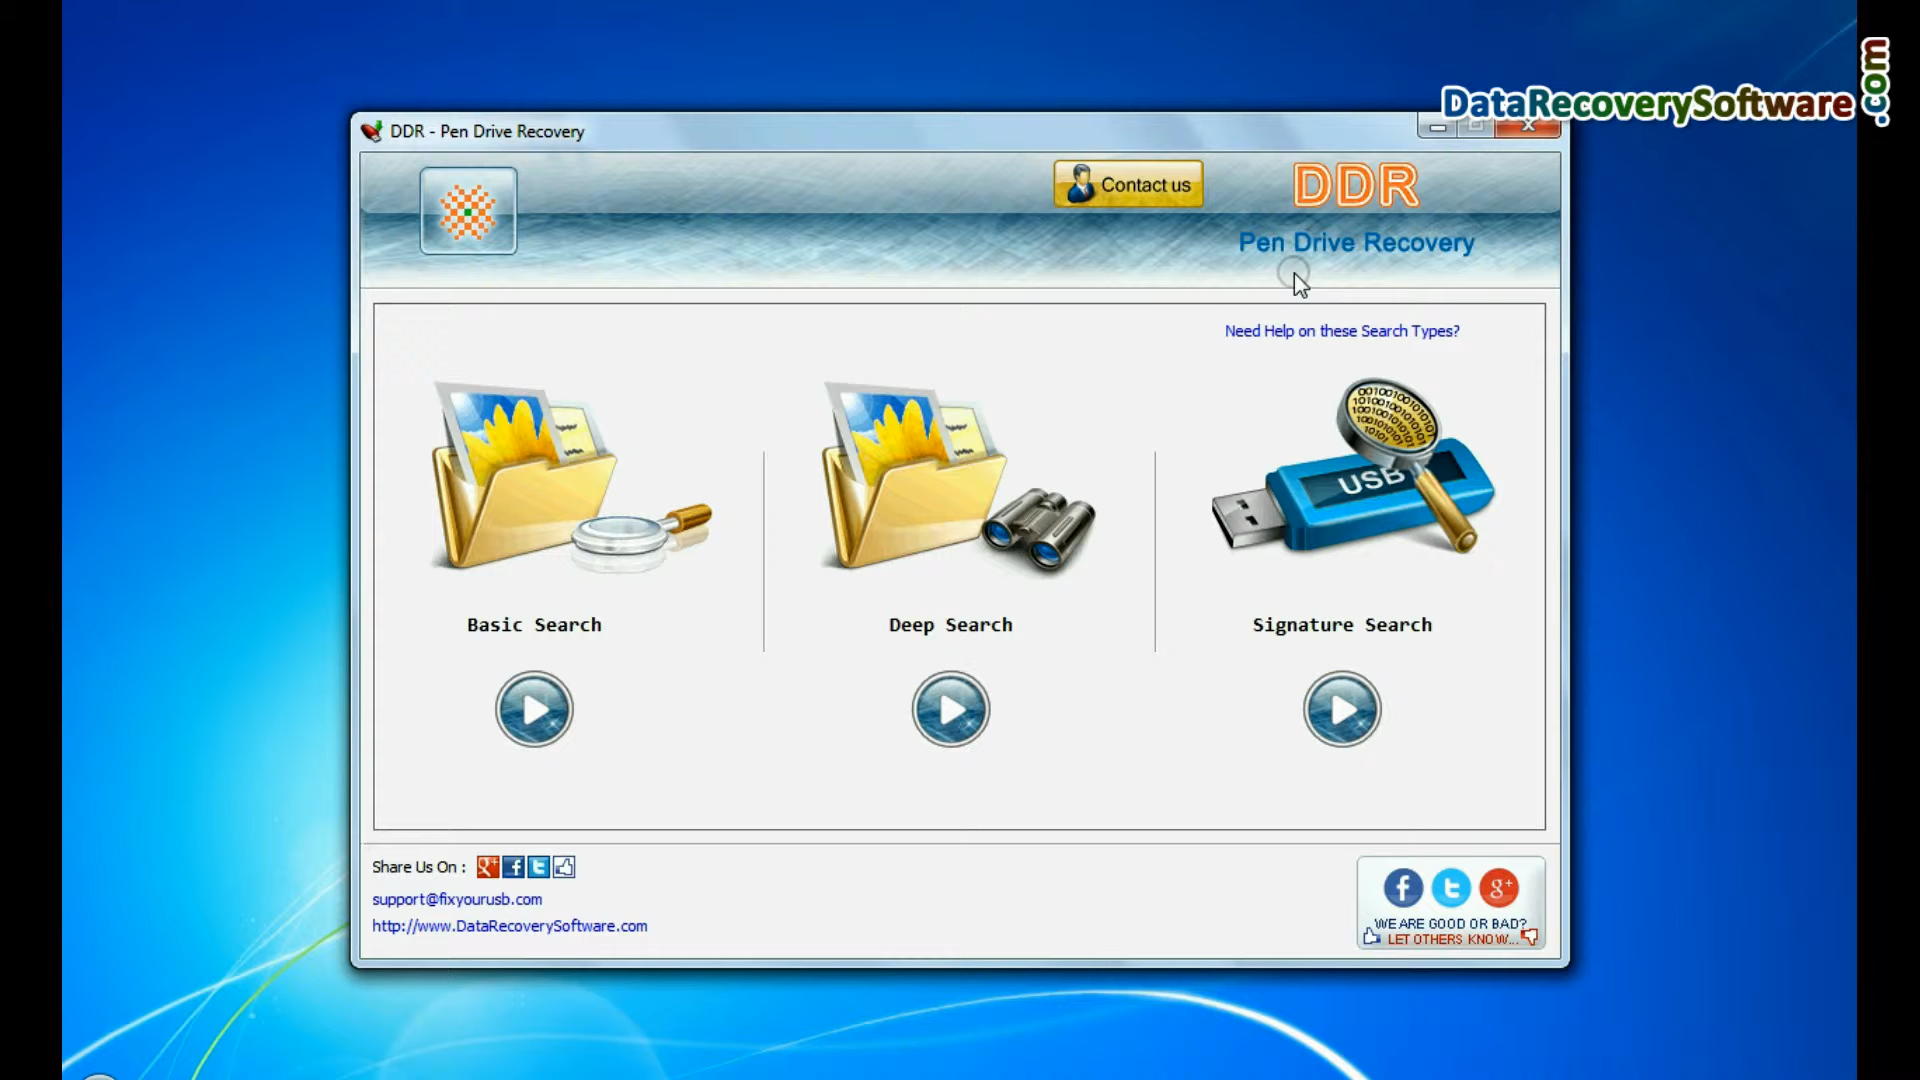 DataRecoverySoftware.com
DDR - Pen Drive Recovery
Contact us
DDR
Pen Drive Recovery
Need Help on these Search Types?
USB
Basic Search
Deep Search
Signature Search
Share Us On :
support@fixyourusb.com
http://www.DataRecoverySoftware.com
WE ARE GOOD OR BAD?
LET OTHERS KNOW...